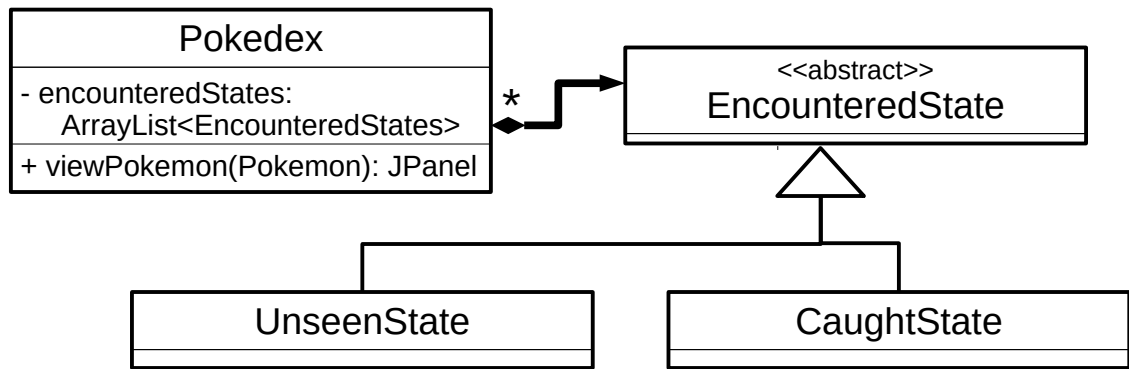 Pokedex
- encounteredStates:
ArrayList<EncounteredStates>
+ viewPokemon(Pokemon): JPanel
*
<<abstract>>
EncounteredState
UnseenState
CaughtState